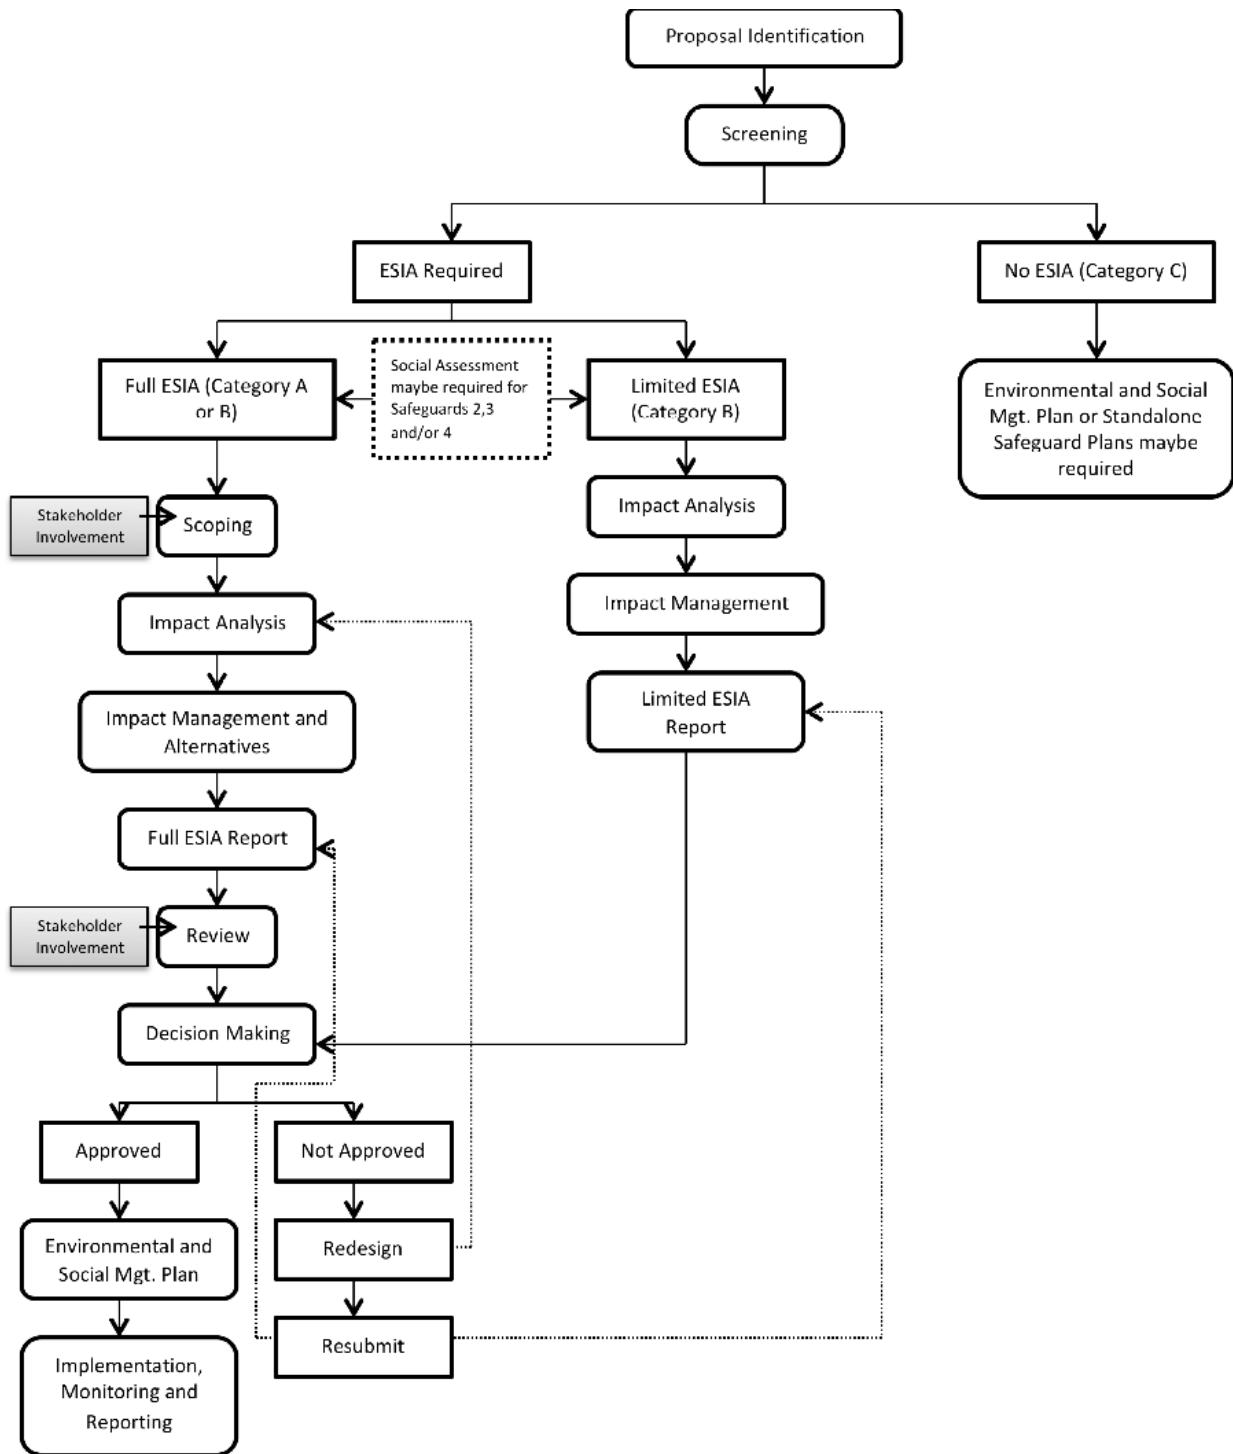 Proposal Identification
Screening
ESIA Required
No ESIA (Category C)
Full ESIA (Category A
or B)
Social Assessment
maybe required for
Safeguards 2,3
and/or 4
Limited ESIA
(Category B)
Environmental and Social
Mgt. Plan or Standalone
Safeguard Plans maybe
required
Stakeholder
Involvement
Scoping
Impact Analysis
Impact Analysis
Impact Management
Impact Management and
Alternatives
Limited ESIA
Report
Full ESIA Report
Stakeholder
Involvement
Review
Decision Making
Approved
Not Approved
Environmental and
Social Mgt. Plan
Redesign
Resubmit
Implementation,
Monitoring and
Reporting